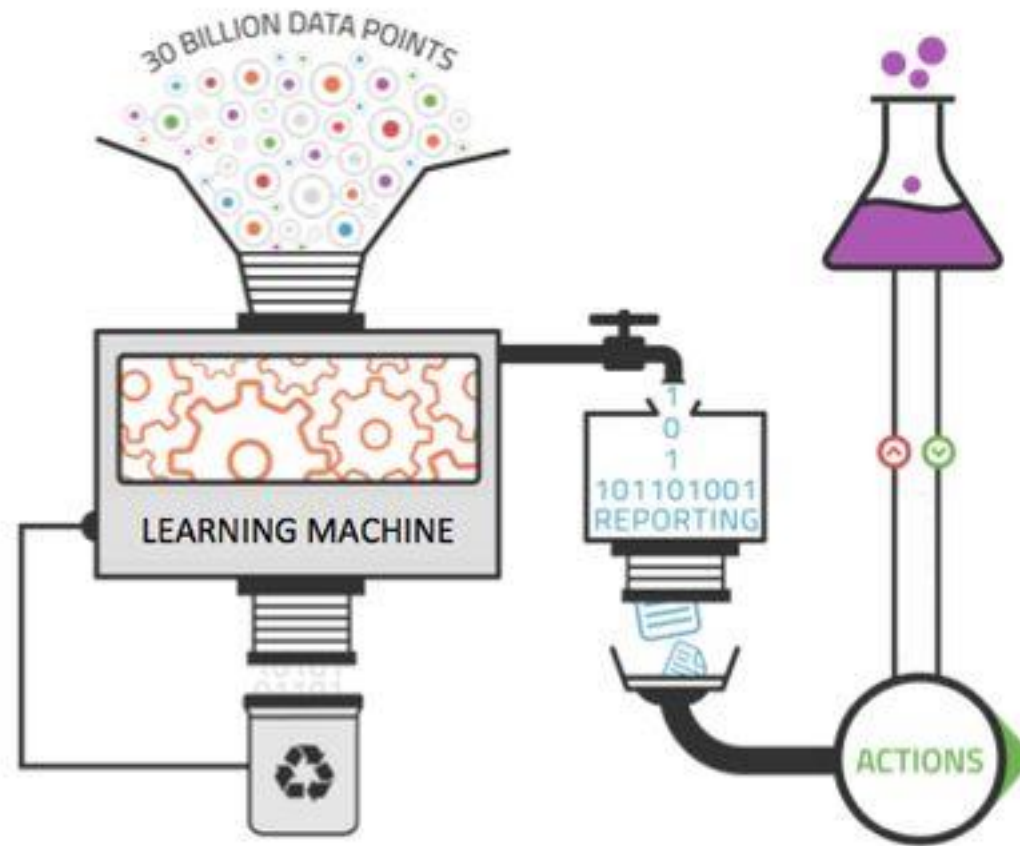 30 BILLION DATA POINTS
LEARNING MACHINE
1
0
1
101101001
REPORTING
ACTIONS